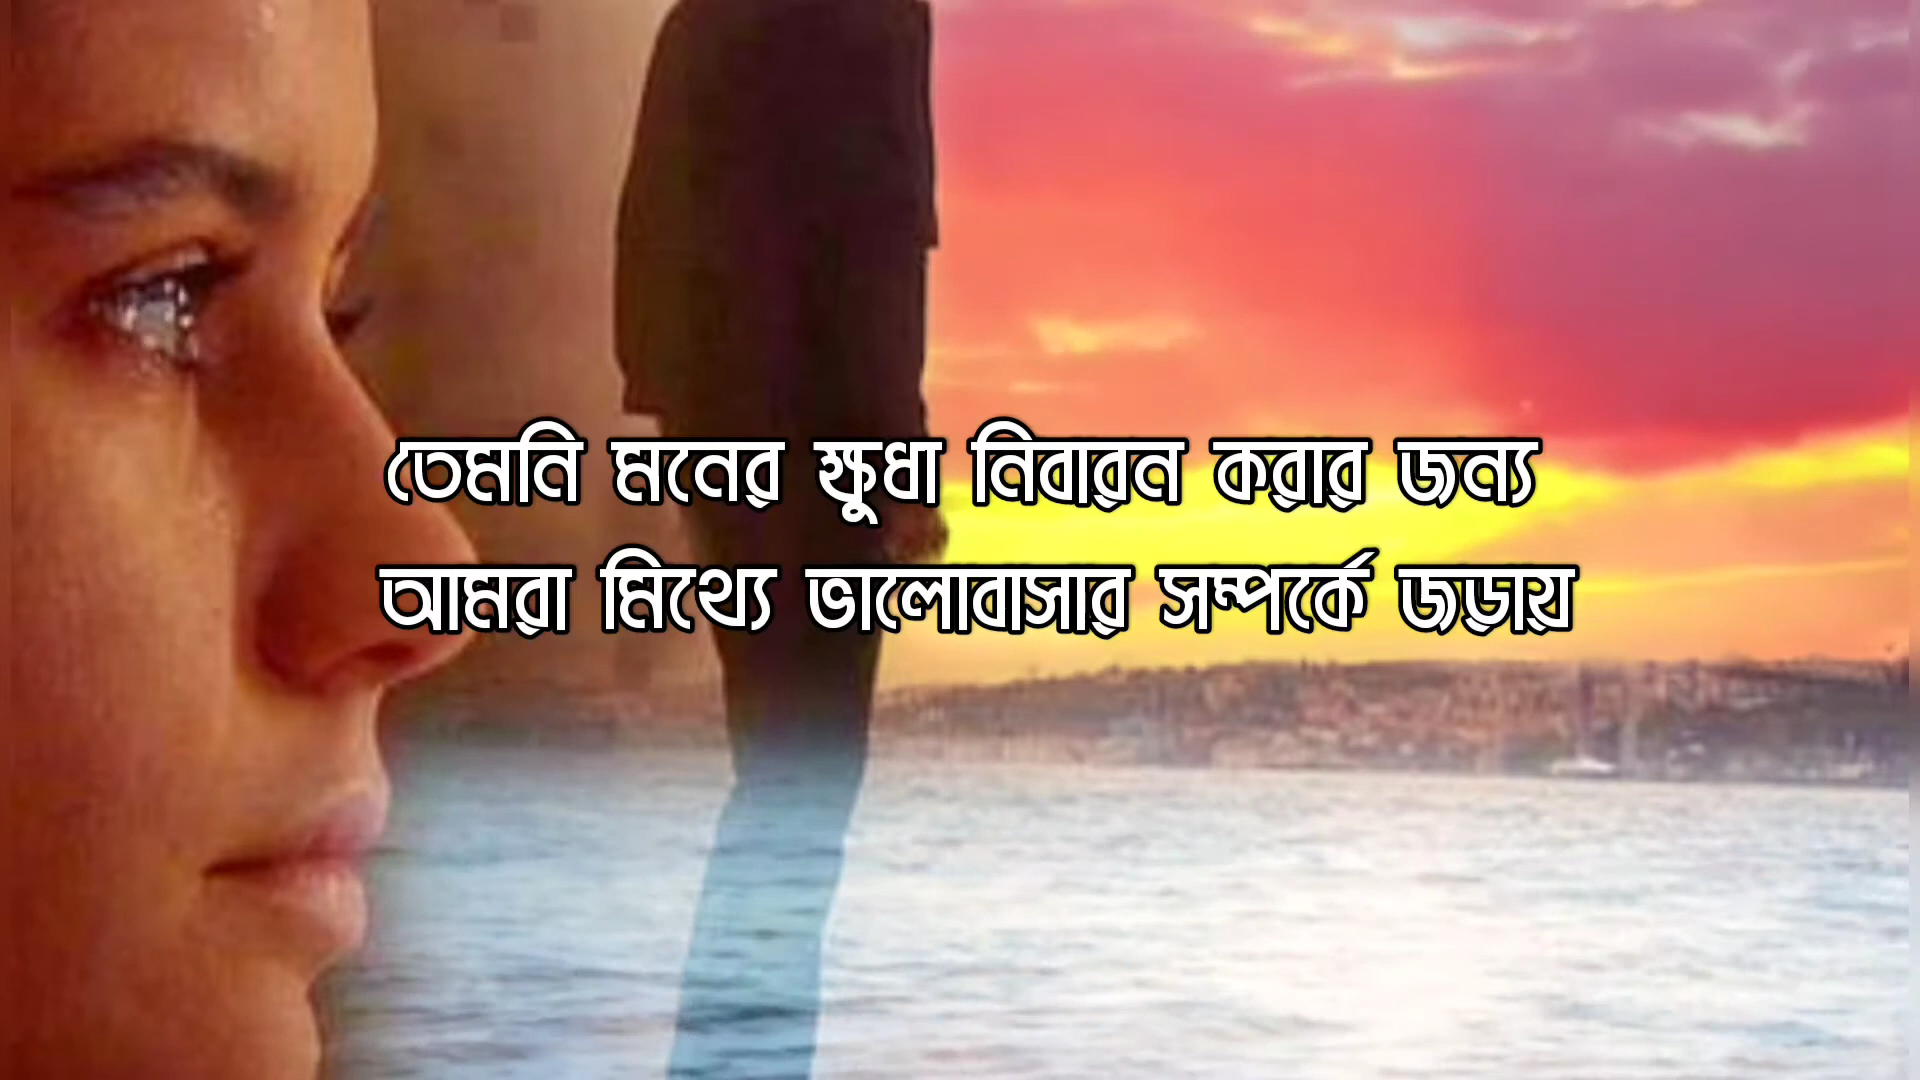 তেমনি মনের ক্ষুধা নিবারন করার জন্য
আমরা মিথ্যে ভালোবাসার সম্পর্কে জড়ায়